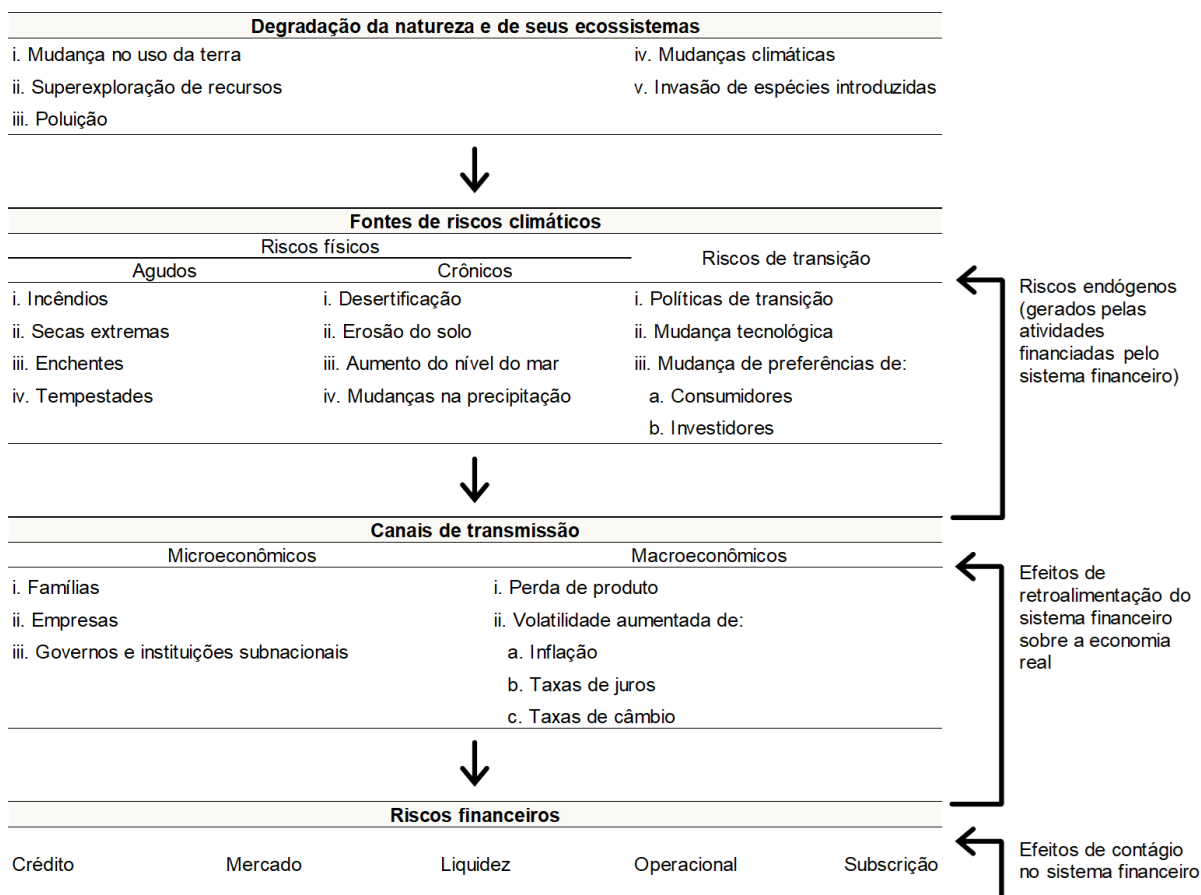 Degradação da natureza e de seus ecossistemas
i. Mudança no uso da terra
iv. Mudanças climáticas
ii. Superexploração de recursos
v. Invasão de espécies introduzidas
iii. Poluição
Fontes de riscos climáticos
Riscos físicos
Riscos de transição
Agudos
Crônicos
i. Incêndios
i. Desertificação
i. Políticas de transição
ii. Secas extremas
ii. Erosão do solo
ii. Mudança tecnológica
iii. Enchentes
iii. Aumento do nível do mar
iii. Mudança de preferências de:
iv. Tempestades
iv. Mudanças na precipitação
a. Consumidores
b. Investidores
Riscos endógenos
(gerados pelas
atividades
financiadas pelo
sistema financeiro)
Canais de transmissão
Microeconômicos
Macroeconômicos
i. Famílias
i. Perda de produto
ii. Empresas
ii. Volatilidade aumentada de:
iii. Governos e instituições subnacionais
a. Inflação
b. Taxas de juros
c. Taxas de câmbio
Efeitos de
retroalimentação do
sistema financeiro
sobre a economia
real
Riscos financeiros
Crédito
Mercado
Liquidez
Operacional
Subscrição
Efeitos de contágio
no sistema financeiro